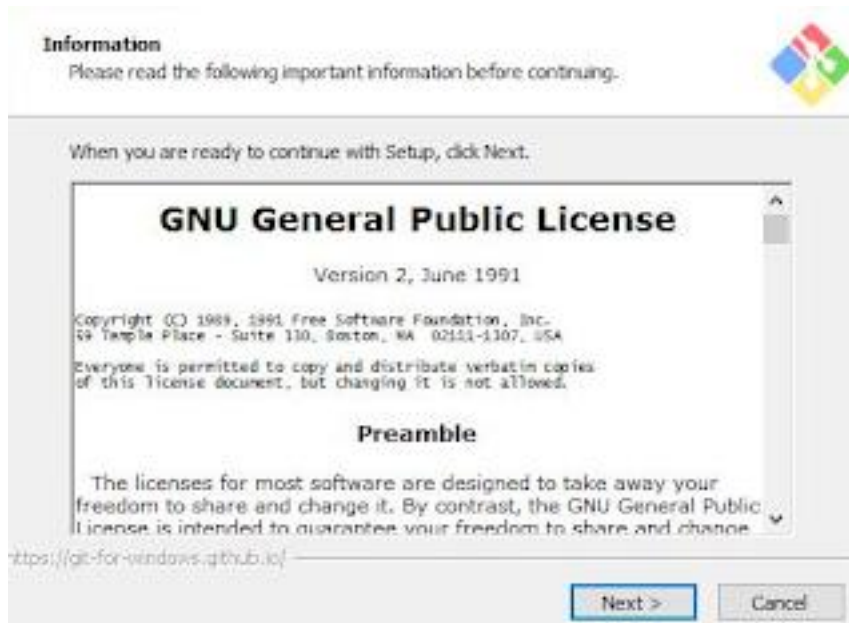 Information
Please read the following important information before continuing.
When you are ready to continue with Setup, click Next.
GNU General Public License
Version 2, June 1991
Copyright (C) 1989, 1991 Free Software Foundation, Inc.
59 Temple Place - Suite 330, Boston, MA 02111-1307, USA
Everyone is permitted to copy and distribute verbatim copies
of this license document, but changing it is not allowed.
Preamble
The licenses for most software are designed to take away your
freedom to share and change it. By contrast, the GNU General Public
License is intended to guarantee your freedom to share and change
https://git-for-windows.github.io/
Next >
Cancel